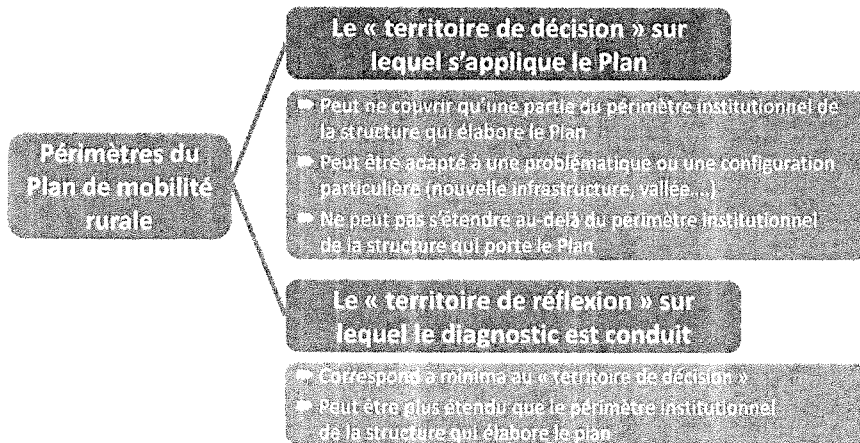 Périmètres du
Plan de mobilité
rurale
Le « territoire de décision » sur
lequel s'applique le Plan
Peut ne couvrir qu'une partie du périmètre institutionnel de
la structure qui élabore le Plan
Peut être adapté à une problématique ou une configuration
particulière (nouvelle infrastructure, vallée....)
Ne peut pas s'étendre au-delà du périmètre institutionnel
de la structure qui porte le Plan
Le « territoire de réflexion » sur
lequel le diagnostic est conduit
Correspond a minima au « territoire de décision »
Peut être plus étendu que le périmètre institutionnel
de la structure qui élabore le plan